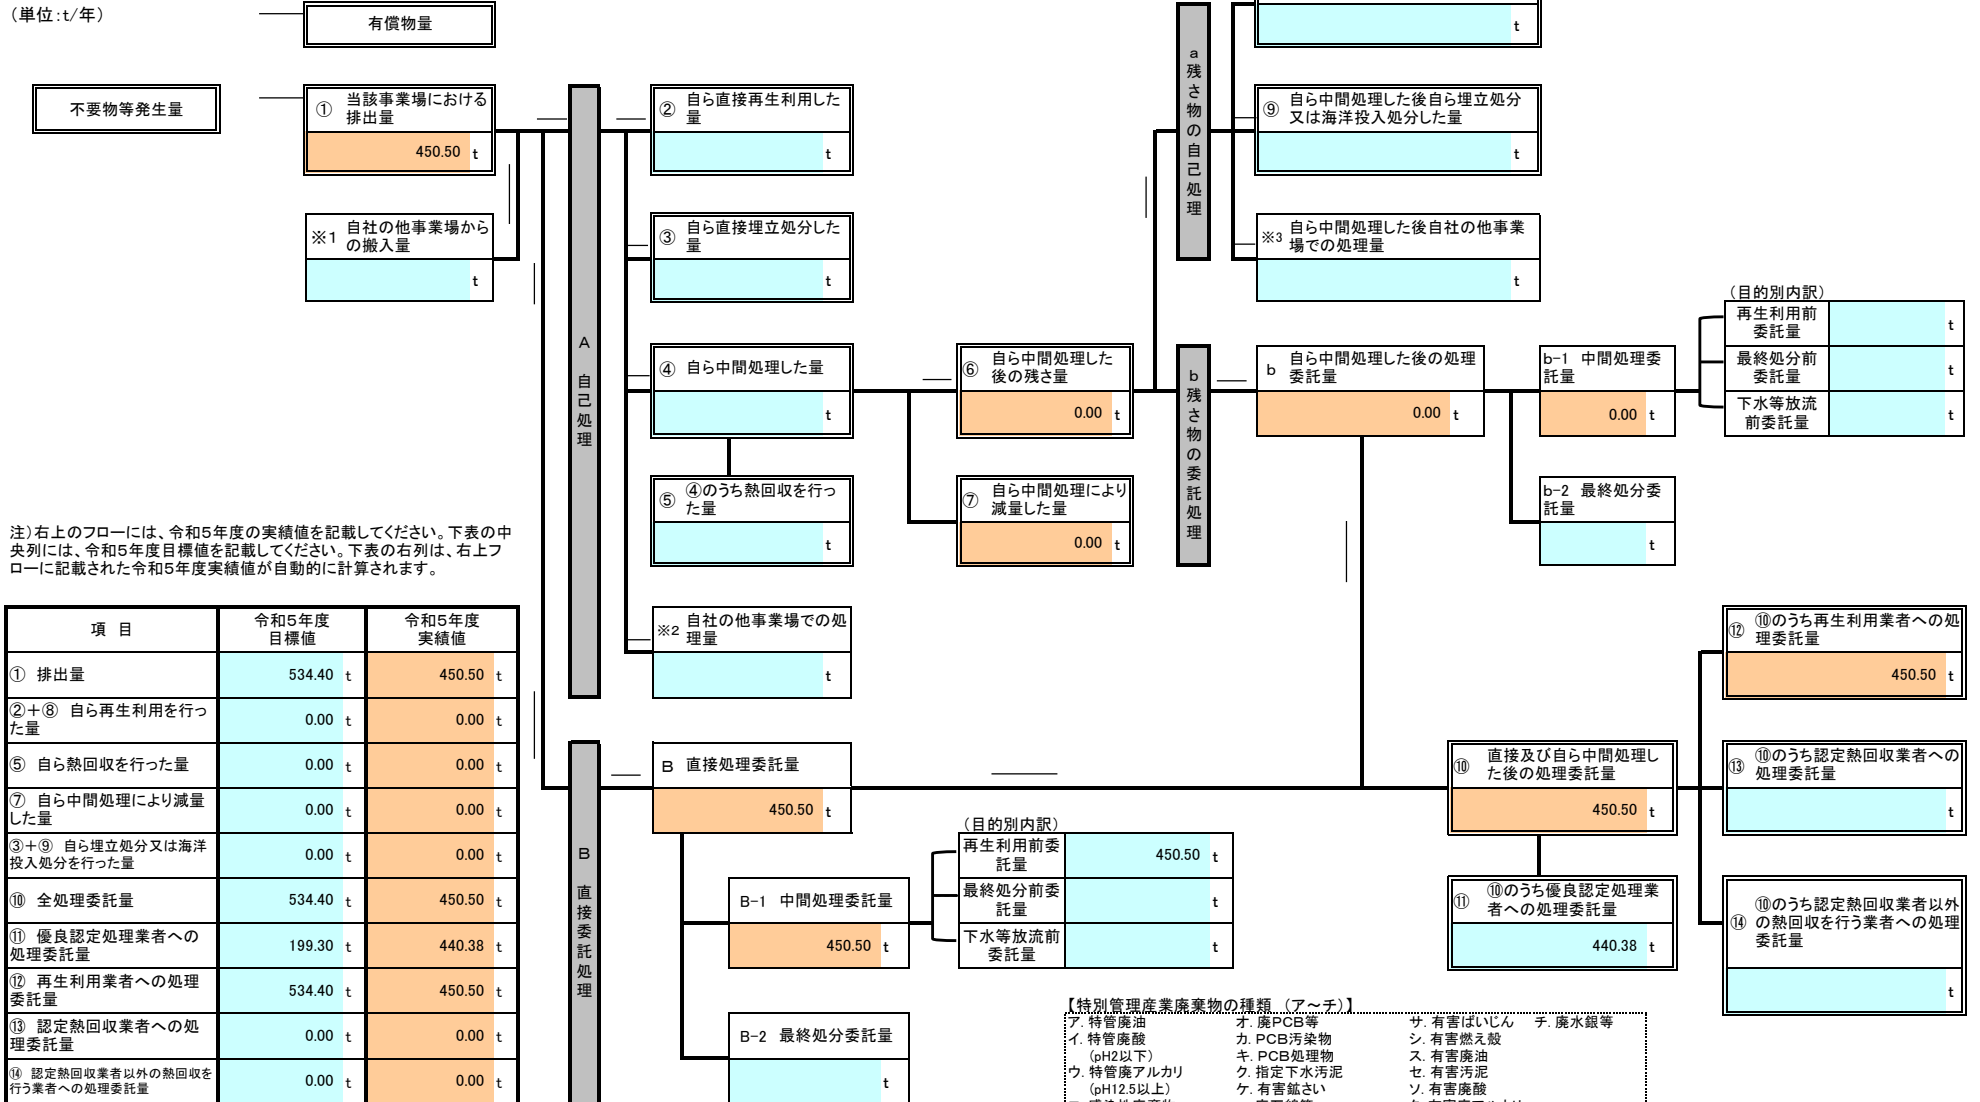 (単位:t/年)
有償物量
t
不要物等発生量
① 当該事業場における
排出量
450.50 t
※1 自社の他事業場から
の搬入量
t
A 自己処理
② 自ら直接再生利用した
量
t
③ 自ら直接埋立処分した
量
t
④ 自ら中間処理した量
t
⑤ ④のうち熱回収を行っ
た量
t
※2 自社の他事業場での処
理量
t
⑥ 自ら中間処理した
後の残さ量
0.00 t
⑦ 自ら中間処理により
減量した量
0.00 t
a残さ物の自己処理
⑨ 自ら中間処理した後自ら埋立処分
又は海洋投入処分した量
t
※3 自ら中間処理した後自社の他事業
場での処理量
t
b残さ物の委託処理
b 自ら中間処理した後の処理
委託量
0.00 t
b-1 中間処理委
託量
0.00 t
b-2 最終処分委
託量
t
(目的別内訳)
再生利用前
委託量
t
最終処分前
委託量
t
下水等放流
前委託量
t
注)右上のフローには、令和5年度の実績値を記載してください。下表の中
央列には、令和5年度目標値を記載してください。下表の右列は、右上フ
ローに記載された令和5年度実績値が自動的に計算されます。
項 目 令和5年度
目標値 令和5年度
実績値
① 排出量 534.40 t 450.50 t
②+⑧ 自ら再生利用を行っ
た量 0.00 t 0.00 t
⑤ 自ら熱回収を行った量 0.00 t 0.00 t
⑦ 自ら中間処理により減量
した量 0.00 t 0.00 t
③+⑨ 自ら埋立処分又は海洋
投入処分を行った量 0.00 t 0.00 t
⑩ 全処理委託量 534.40 t 450.50 t
⑪ 優良認定処理業者への
処理委託量 199.30 t 440.38 t
⑫ 再生利用業者への処理
委託量 534.40 t 450.50 t
⑬ 認定熱回収業者への処
理委託量 0.00 t 0.00 t
⑭ 認定熱回収業者以外の熱回収を
行う業者への処理委託量 0.00 t 0.00 t
B 直接委託処理
B 直接処理委託量
450.50 t
B-1 中間処理委託量
450.50 t
B-2 最終処分委託量
t
(目的別内訳)
再生利用前委
託量
450.50 t
最終処分前委
託量
t
下水等放流前
委託量
t
⑩ 直接及び自ら中間処理し
た後の処理委託量
450.50 t
⑪ ⑩のうち優良認定処理業
者への処理委託量
440.38 t
⑫ ⑩のうち再生利用業者への処
理委託量
450.50 t
⑬ ⑩のうち認定熱回収業者への
処理委託量
t
⑭ ⑩のうち認定熱回収業者以外
の熱回収を行う業者への処理
委託量
t
【特別管理産業廃棄物の種類 (ア~チ)】
ア. 特管廃油 オ. 廃PCB等 サ. 有害ばいじん チ. 廃水銀等
イ. 特管廃酸 カ. PCB汚染物 シ. 有害燃え殻
(pH2以下) キ. PCB処理物 ス. 有害廃油
ウ. 特管廃アルカリ ク. 指定下水汚泥 セ. 有害汚泥
(pH12.5以上) ケ. 有害鉱さい ソ. 有害廃酸